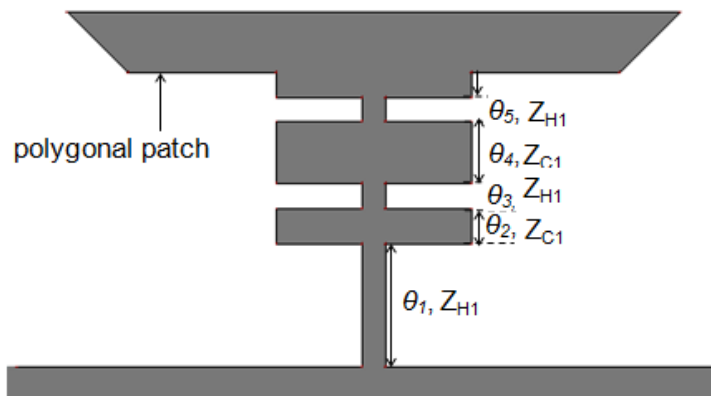 θ5, ZH1
polygonal patch
θ4, ZC1
θ3, ZH1
θ2, ZC1
θ1, ZH1